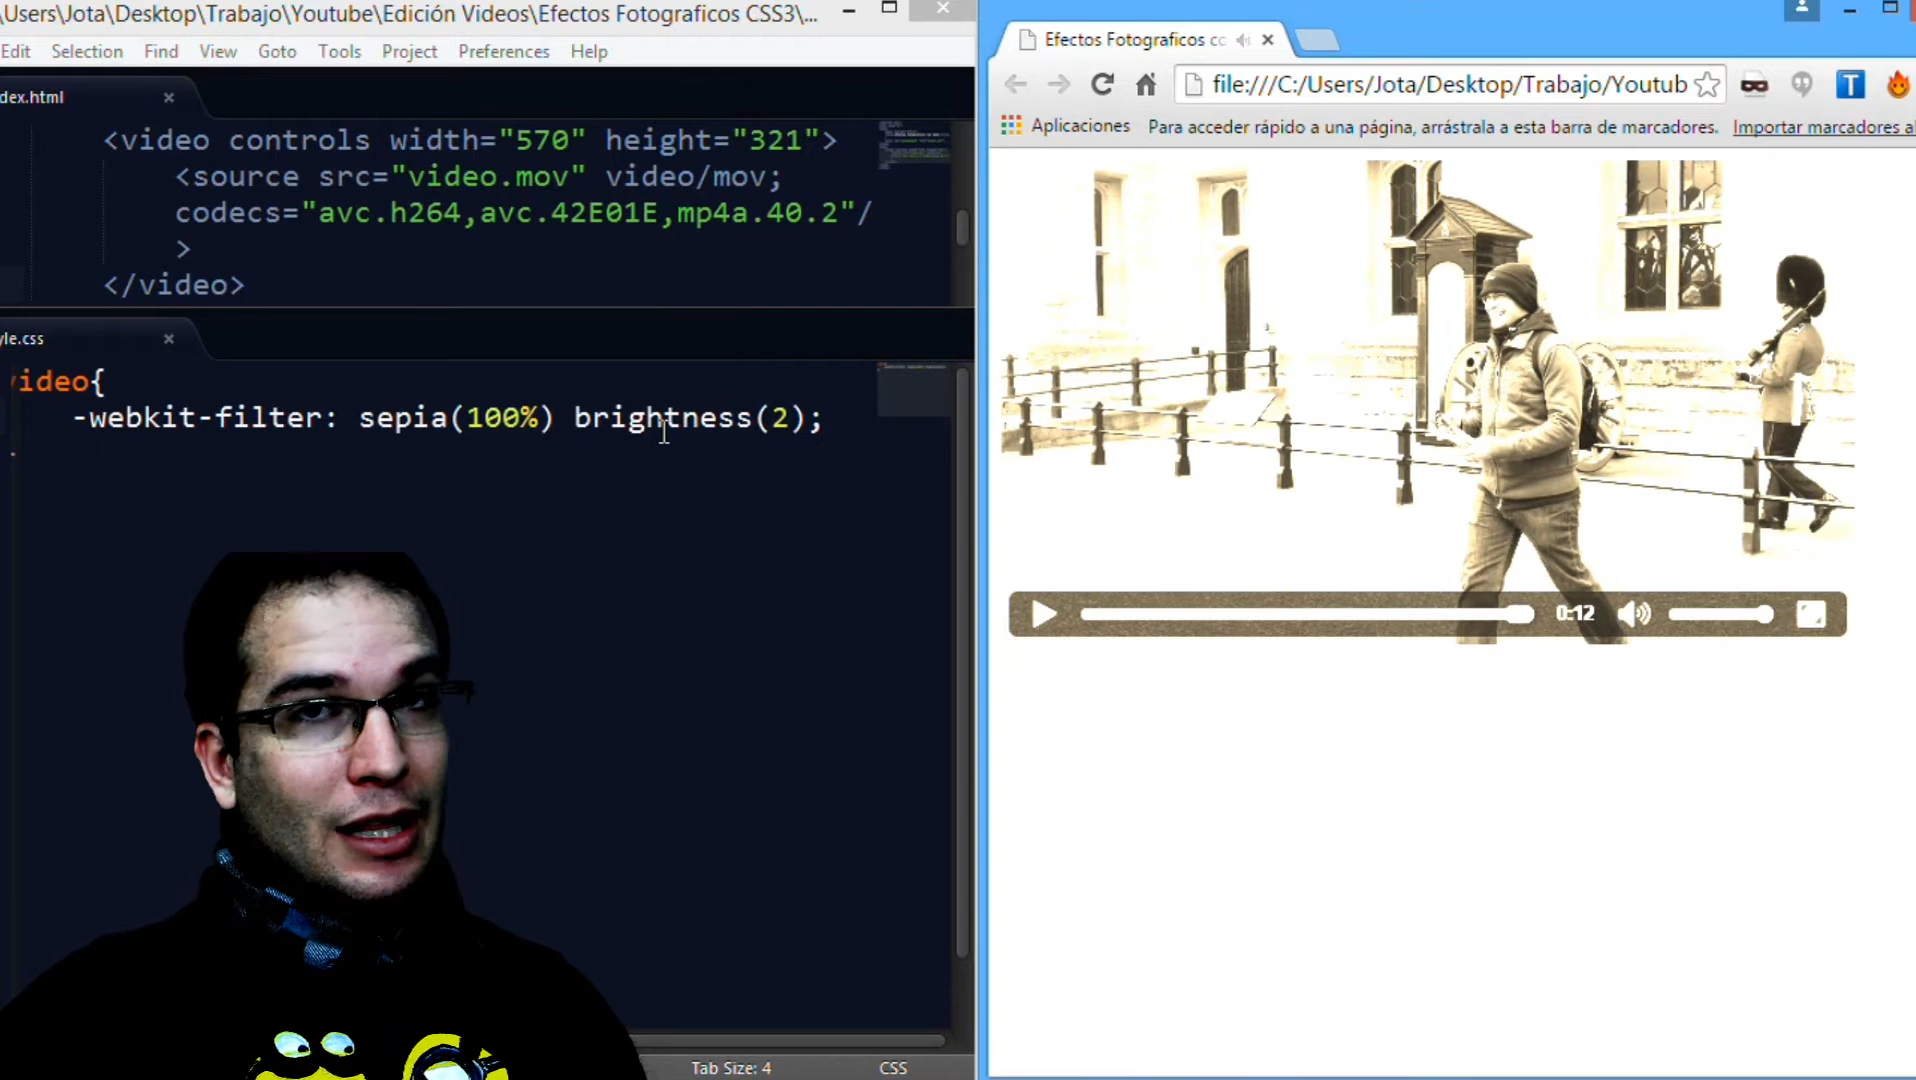 \Users\Jota\Desktop\Trabajo\Youtube\Edición Videos\Efectos Fotograficos CSS3\...
Edit Selection Find View Goto Tools Project Preferences Help
dex.html
<video controls width="570" height="321">
<source src="video.mov" video/mov;
codecs="avc.h264,avc.42E01E,mp4a.40.2"/
>
</video>
yle.css
video{
-webkit-filter: sepia(100%) brightness(2);
Tab Size: 4 CSS
Efectos Fotograficos cc
file:///C:/Users/Jota/Desktop/Trabajo/Youtub
T
Aplicaciones Para acceder rápido a una página, arrástrala a esta barra de marcadores. Importar marcadores a
0:12